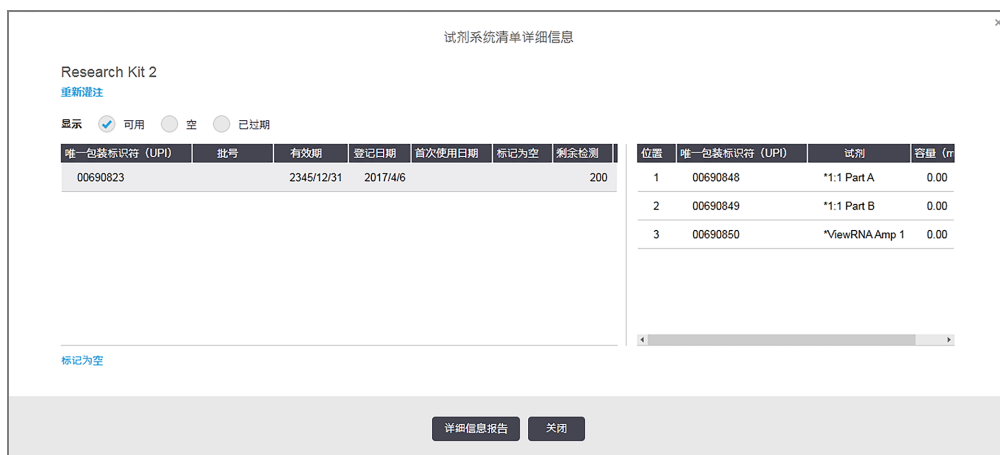 试剂系统清单详细信息
Research Kit 2
重新灌注
显示 可用 空 已过期
唯一包装标识符（UPI） 批号 有效期 登记日期 首次使用日期 标记为空 剩余检测
00690823 2345/12/31 2017/4/6 200
位置 唯一包装标识符（UPI） 试剂 容量（m
1 00690848 *1:1 Part A 0.00
2 00690849 *1:1 Part B 0.00
3 00690850 *ViewRNA Amp 1 0.00
标记为空
详细信息报告 关闭